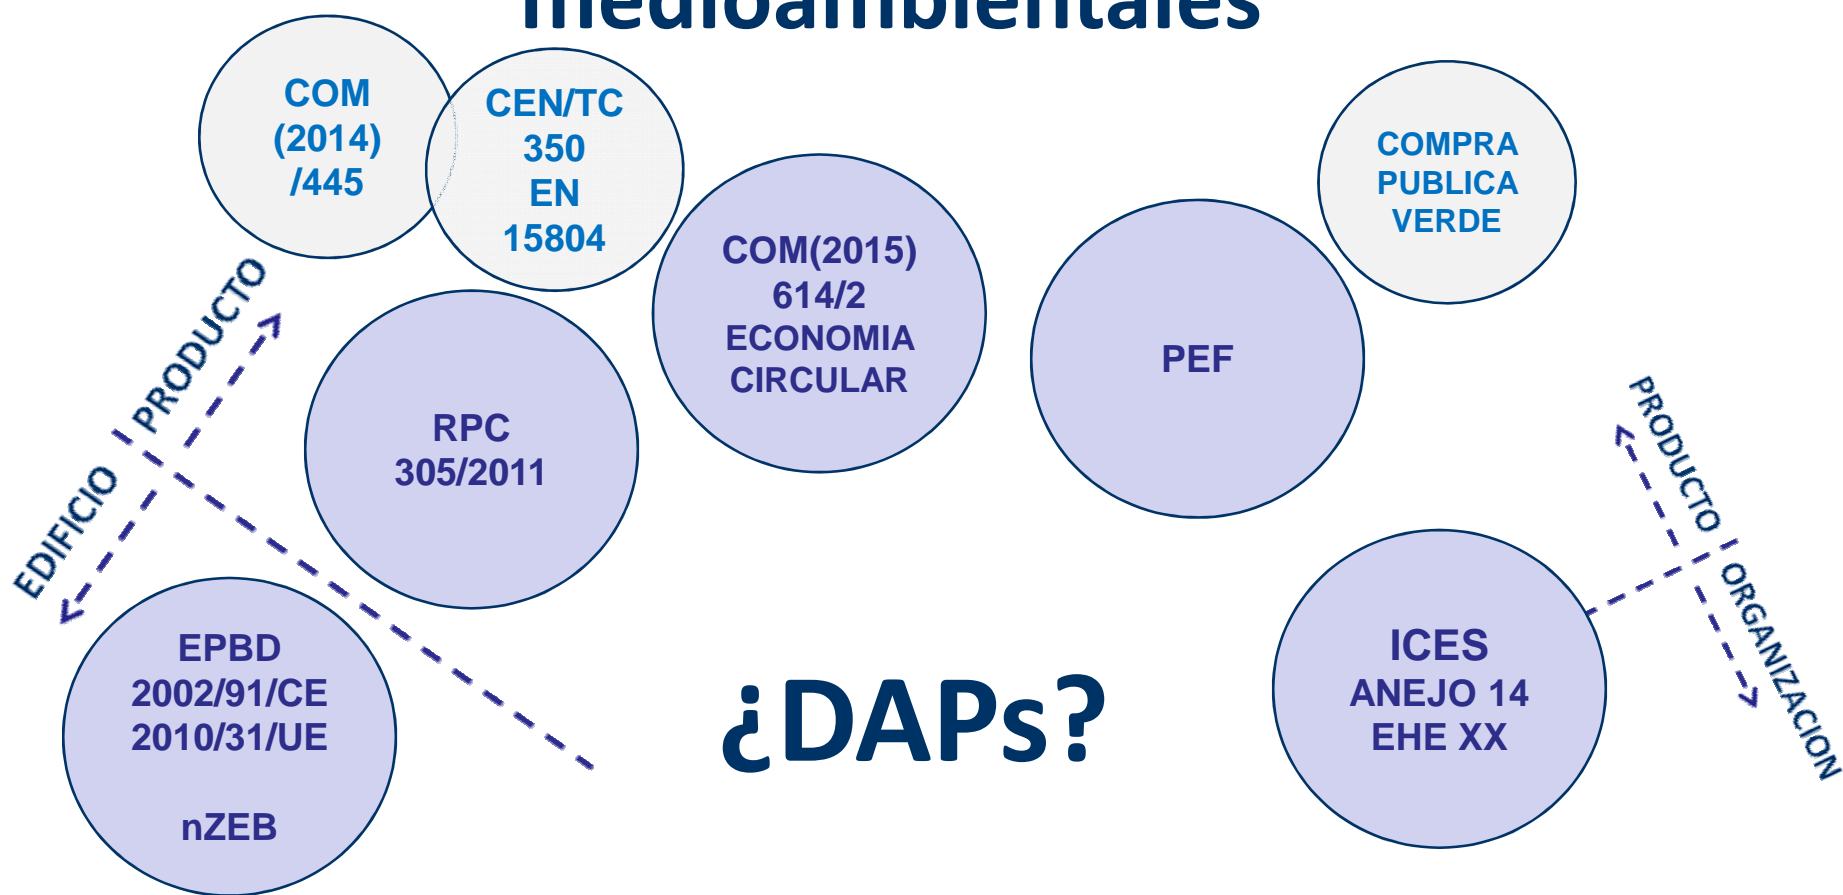 medioambientales
COM
(2014)
/445
CEN/TC
350
EN
15804
COM(2015)
614/2
ECONOMIA
CIRCULAR
PEF
COMPRA
PUBLICA
VERDE
PRODUCTO
EDIFICIO
RPC
305/2011
EPBD
2002/91/CE
2010/31/UE
nZEB
¿DAPs?
ICES
ANEJO 14
EHE XX
PRODUCTO
ORGANIZACION